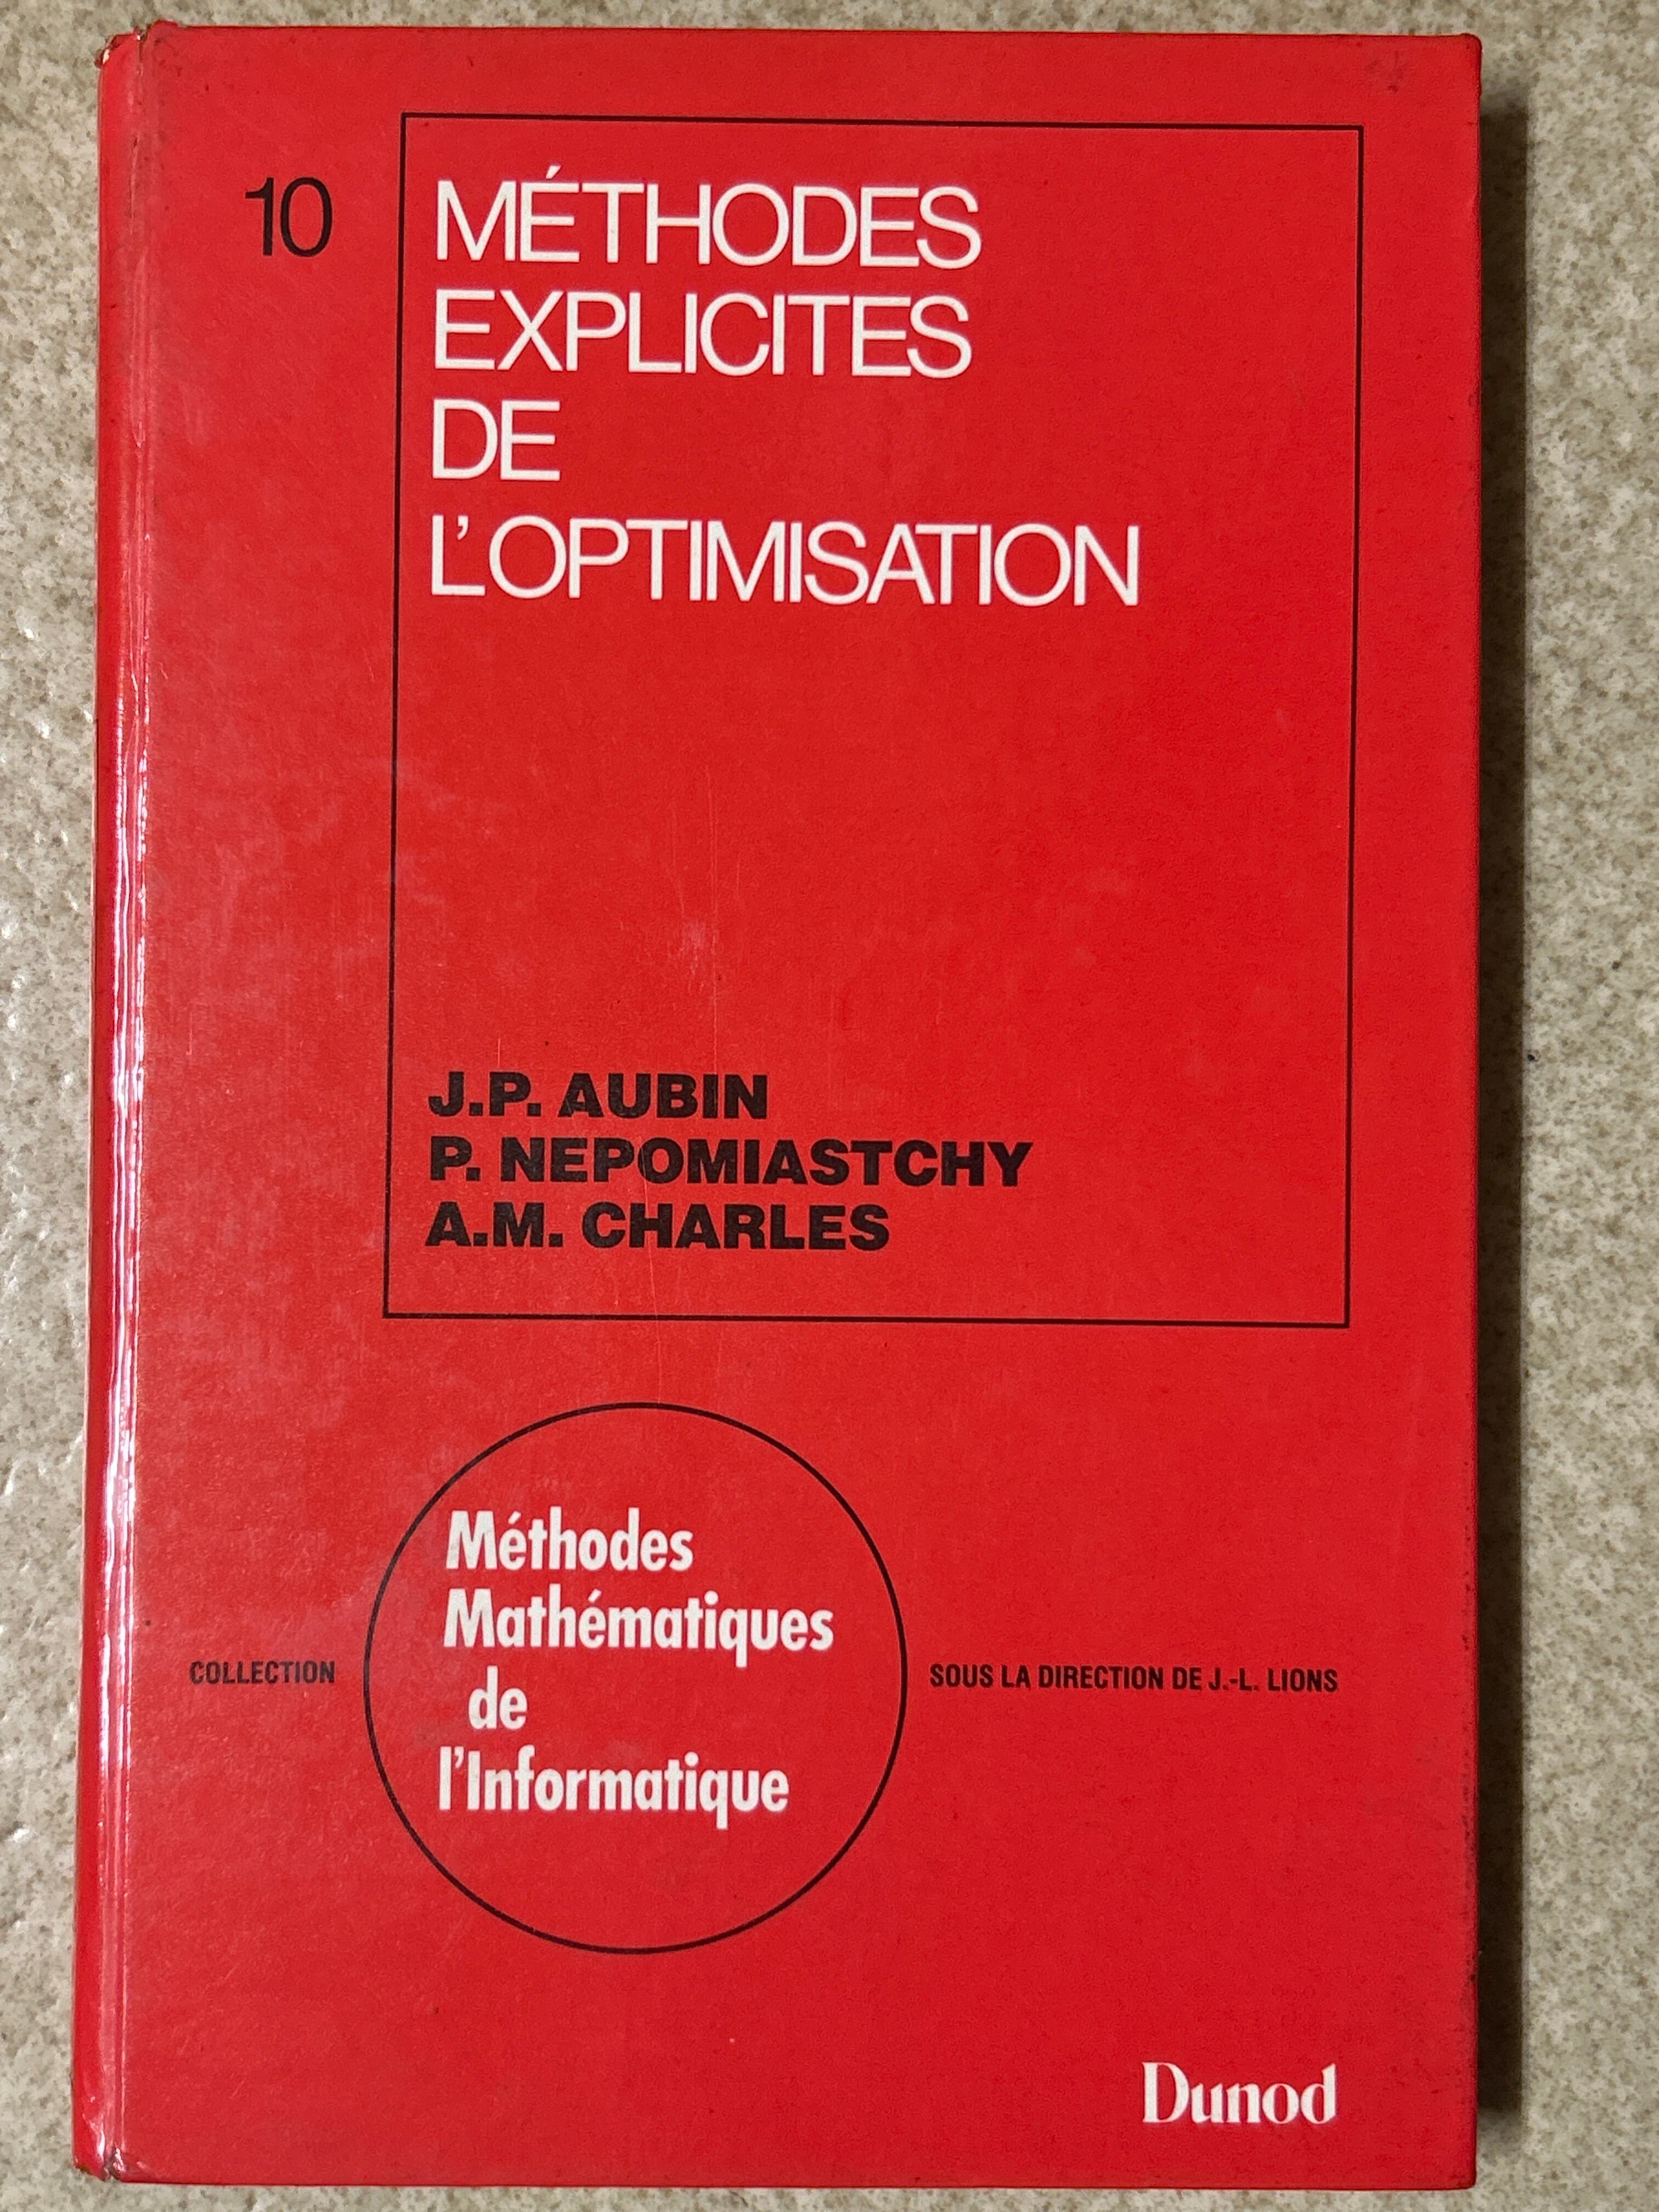 10
MÉTHODES
EXPLICITES
DE
L'OPTIMISATION
J.P. AUBIN
P. NEPOMIASTCHY
A.M. CHARLES
Méthodes
Mathématiques
de
l'Informatique
COLLECTION
SOUS LA DIRECTION DE J.-L. LIONS
Dunod